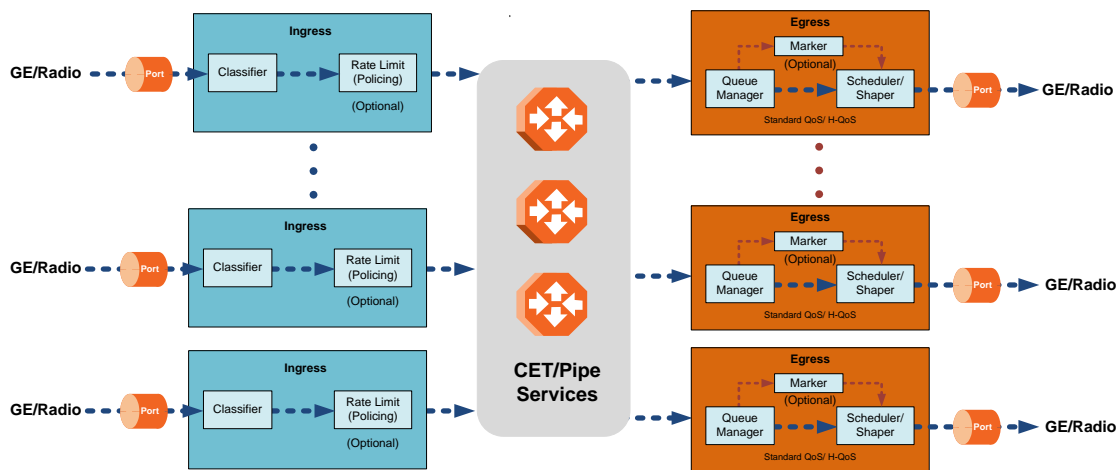 Ingress
GE/Radio
Port
Classifier
Rate Limit
(Policing)
(Optional)
Egress
Marker
(Optional)
Queue
Manager
Scheduler/
Shaper
Standard QoS/ H-QoS
Port
GE/Radio
Ingress
GE/Radio
Port
Classifier
Rate Limit
(Policing)
(Optional)
Egress
Marker
(Optional)
Queue
Manager
Scheduler/
Shaper
Standard QoS/ H-QoS
Port
GE/Radio
CET/Pipe
Services
Ingress
GE/Radio
Port
Classifier
Rate Limit
(Policing)
(Optional)
Egress
Marker
(Optional)
Queue
Manager
Scheduler/
Shaper
Standard QoS/ H-QoS
Port
GE/Radio